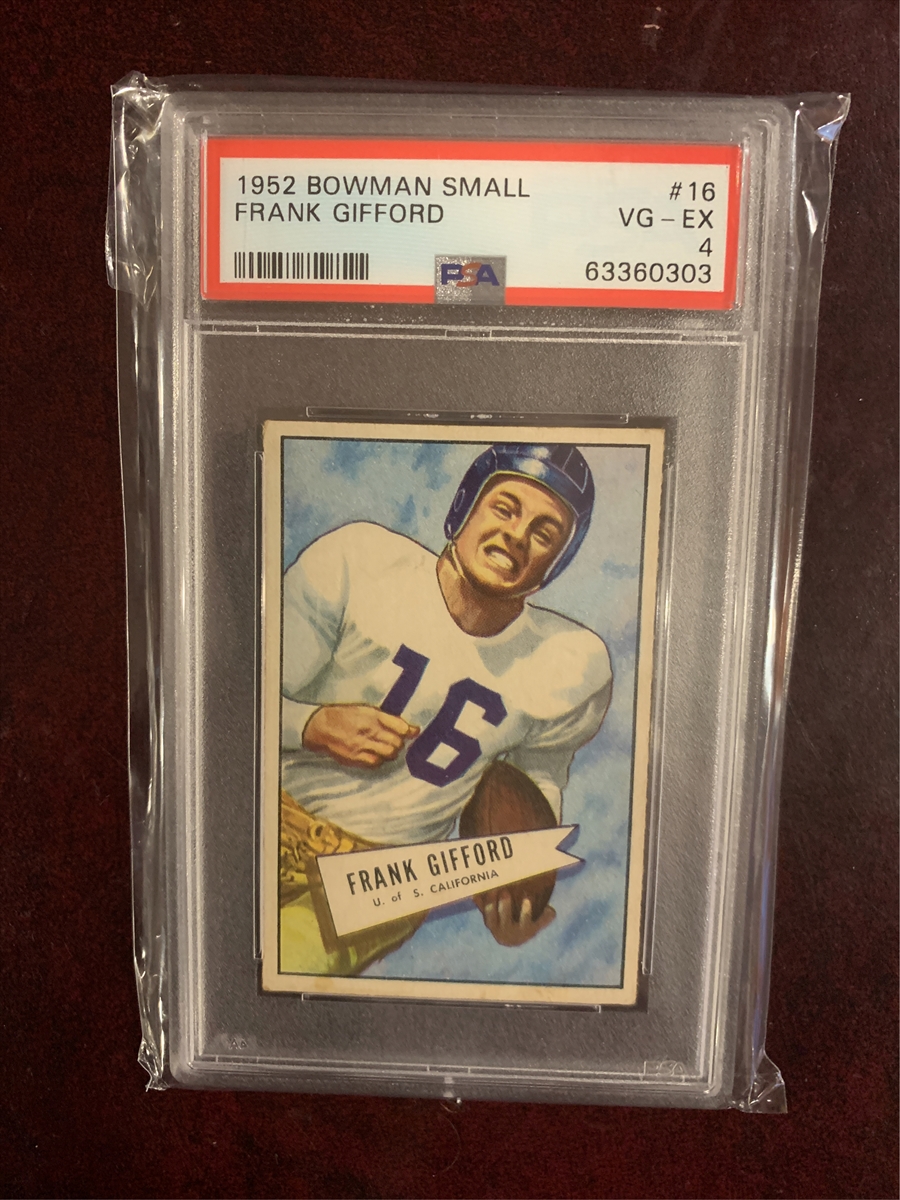 1952 BOWMAN SMALL #16
FRANK GIFFORD VG - EX
4
PSA 63360303
16
FRANK GIFFORD
U. of S. CALIFORNIA